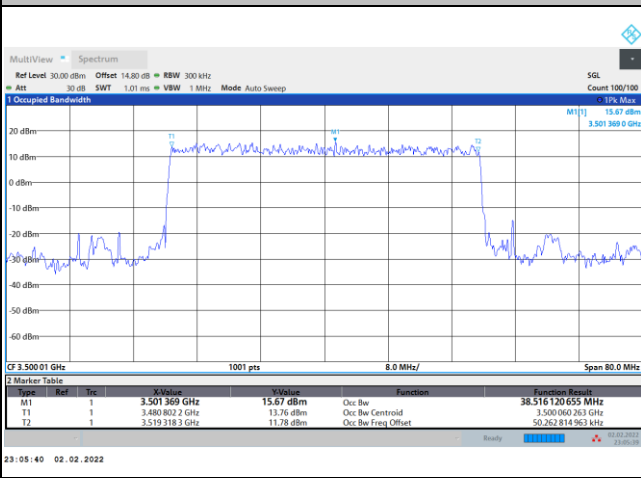 MultiView Spectrum
Ref Level 30.00 dBm Offset 14.80 dB RBW 300 kHz SGL
Att 30 dB SWT 1.01 ms VBW 1 MHz Mode Auto Sweep Count 100/100
1 Occupied Bandwidth 1Pk Max
M1[1] 15.67 dBm
3.501 369 0 GHz
T1 M1 T2
20 dBm
10 dBm
0 dBm
-10 dBm
-20 dBm
-30 dBm
-40 dBm
-50 dBm
-60 dBm
CF 3.500 01 GHz 1001 pts 8.0 MHz/ Span 80.0 MHz
2 Marker Table
Type Ref Trc X-Value Y-Value Function Function Result
M1 1 3.501 369 GHz 15.67 dBm Occ Bw 38.516 120 655 MHz
T1 1 3.480 802 2 GHz 13.76 dBm Occ Bw Centroid 3.500 060 263 GHz
T2 1 3.519 318 3 GHz 11.78 dBm Occ Bw Freq Offset 50.262 814 963 kHz
Ready 02.02.2022
23:05:39
23:05:40 02.02.2022